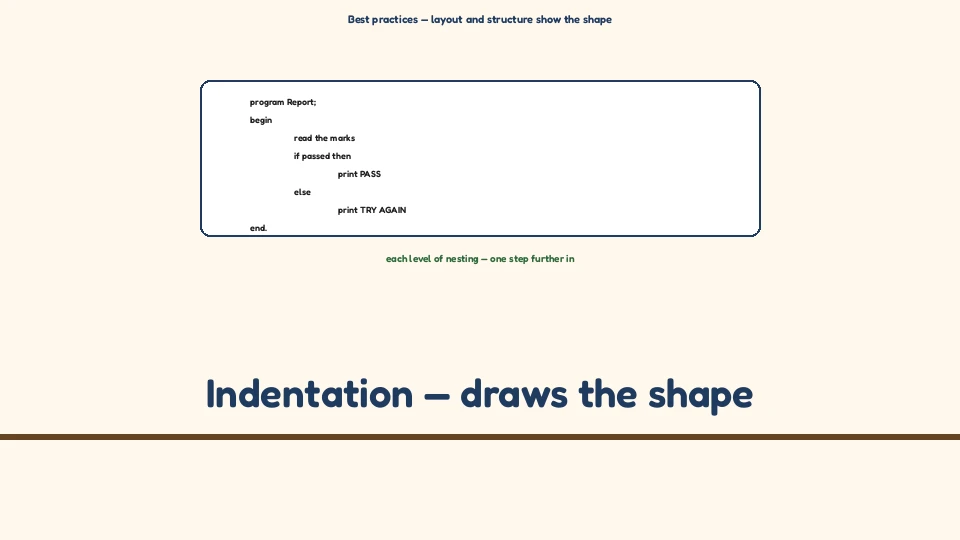 Best practices – layout and structure show the shape
program Report;
begin
read the marks
if passed then
print PASS
else
print TRY AGAIN
end.
each level of nesting – one step further in
Indentation – draws the shape